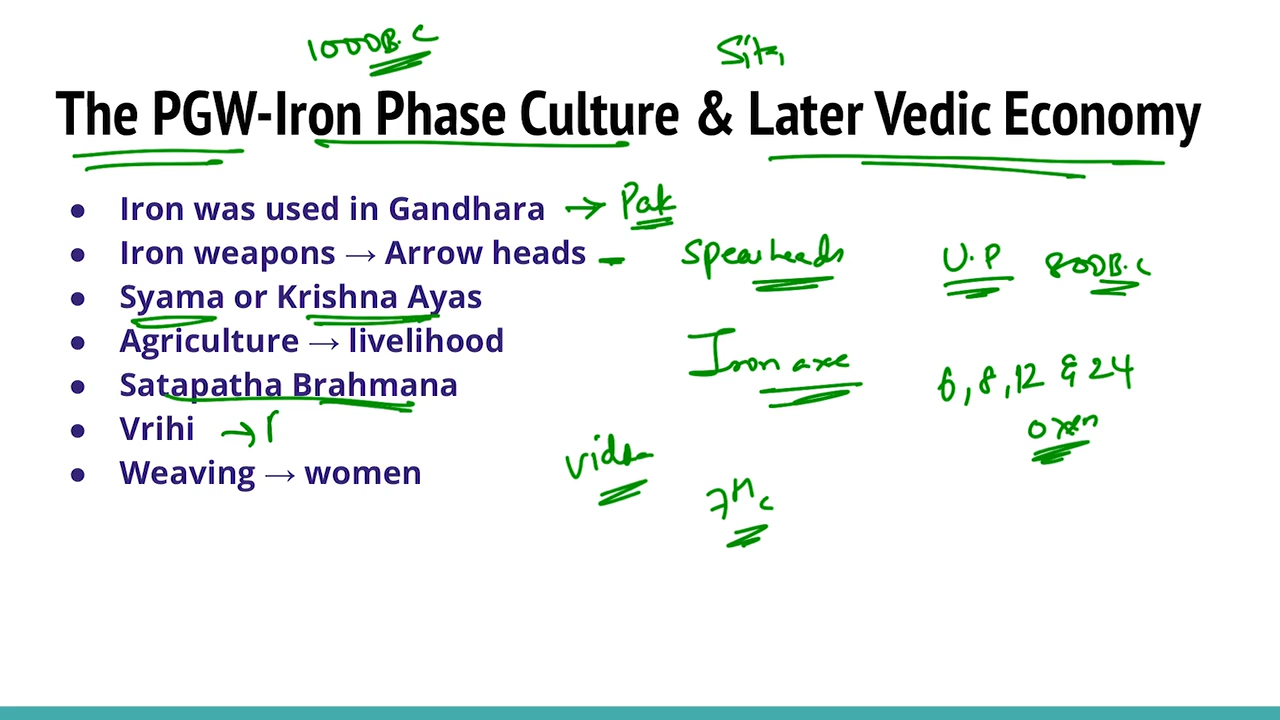 1000B.C
Site
The PGW-Iron Phase Culture & Later Vedic Economy
● Iron was used in Gandhara → Pak
● Iron weapons → Arrow heads - Spearheads
U.P 800B.C
● Syama or Krishna Ayas
● Agriculture → livelihood
Iron axe
6, 8, 12 & 24
oxen
● Satapatha Brahmana
● Vrihi →
● Weaving → women
7th c